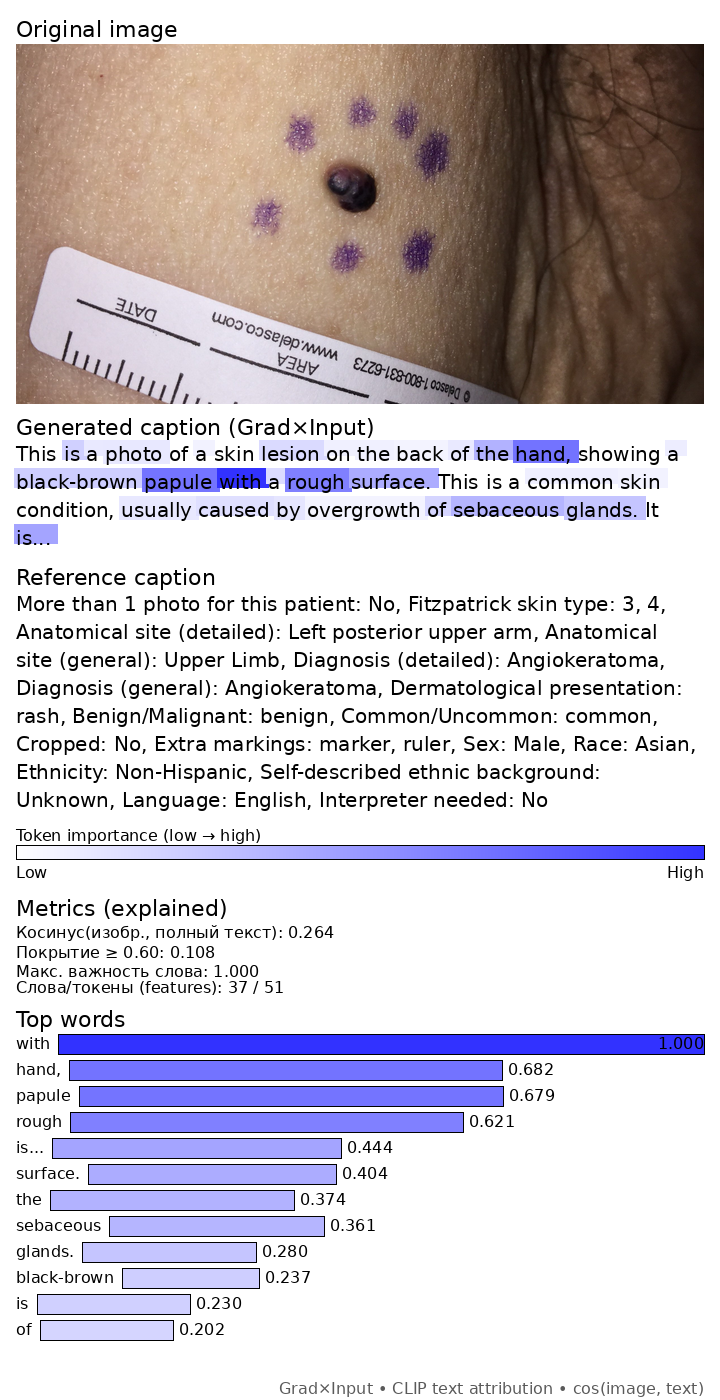 Original image
DATE
AREA
www.delasco.com
© Delasco 1-800-831-6273
Generated caption (Grad×Input)
This is a photo of a skin lesion on the back of the hand, showing a
black-brown papule with a rough surface. This is a common skin
condition, usually caused by overgrowth of sebaceous glands. It
is...
Reference caption
More than 1 photo for this patient: No, Fitzpatrick skin type: 3, 4,
Anatomical site (detailed): Left posterior upper arm, Anatomical
site (general): Upper Limb, Diagnosis (detailed): Angiokeratoma,
Diagnosis (general): Angiokeratoma, Dermatological presentation:
rash, Benign/Malignant: benign, Common/Uncommon: common,
Cropped: No, Extra markings: marker, ruler, Sex: Male, Race: Asian,
Ethnicity: Non-Hispanic, Self-described ethnic background:
Unknown, Language: English, Interpreter needed: No
Token importance (low → high)
Low High
Metrics (explained)
Косинус(изобр., полный текст): 0.264
Покрытие ≥ 0.60: 0.108
Макс. важность слова: 1.000
Слова/токены (features): 37 / 51
Top words
with 1.000
hand, 0.682
papule 0.679
rough 0.621
is... 0.444
surface. 0.404
the 0.374
sebaceous 0.361
glands. 0.280
black-brown 0.237
is 0.230
of 0.202
Grad×Input • CLIP text attribution • cos(image, text)